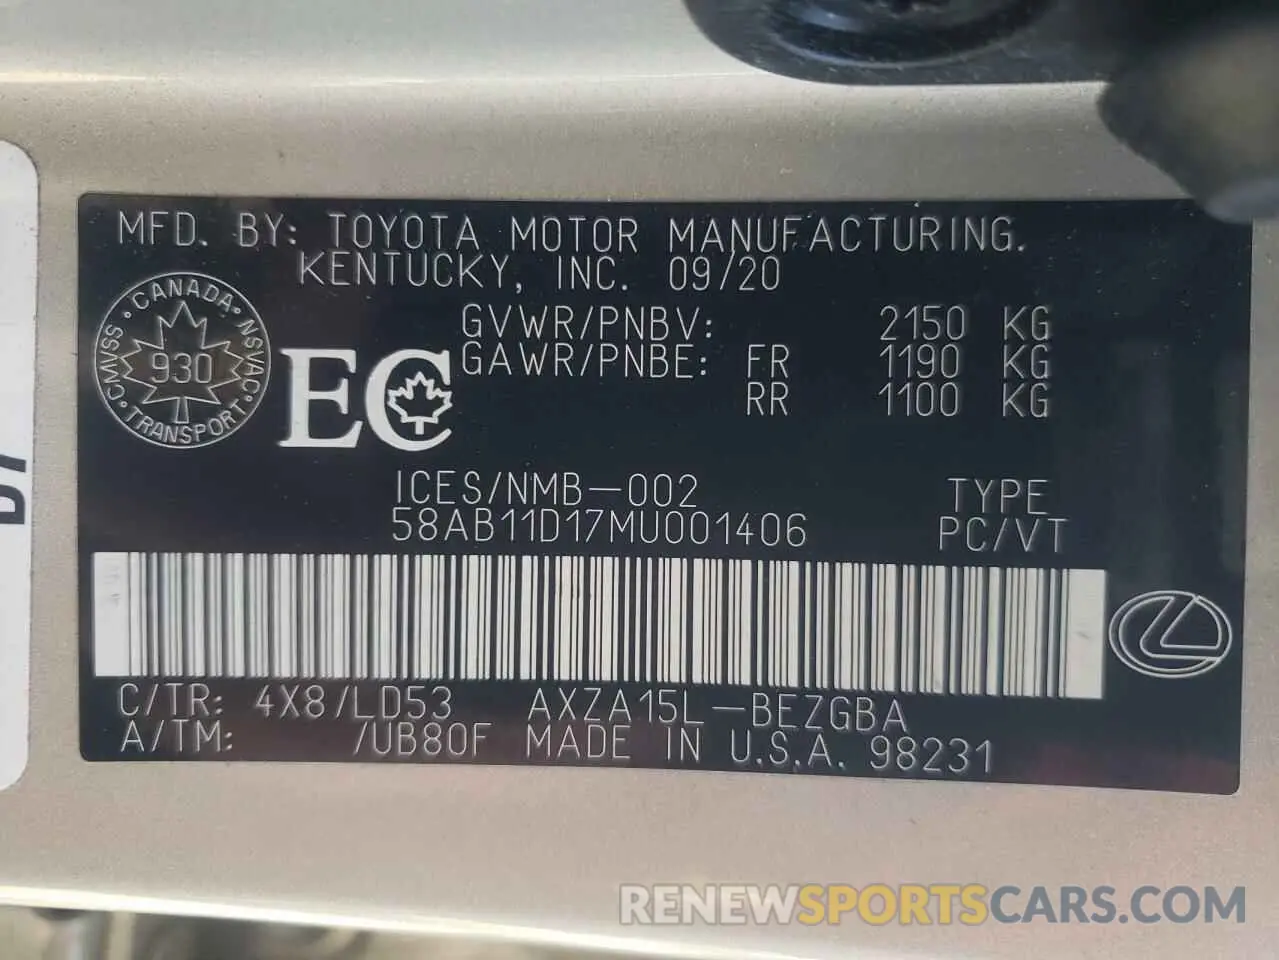 MFD. BY: TOYOTA MOTOR MANUFACTURING.
KENTUCKY, INC. 09/20
CANADA
CMVSS 930 NSVAC
TRANSPORT
EC
GVWR/PNBV: 2150 KG
GAWR/PNBE: FR 1190 KG
RR 1100 KG
ICES/NMB-002 TYPE
58AB11D17MU001406 PC/VT
C/TR: 4X8/LD53 AXZA15L-BEZGBA
A/TM: /UB80F MADE IN U.S.A. 98231
RENEWSPORTSCARS.COM